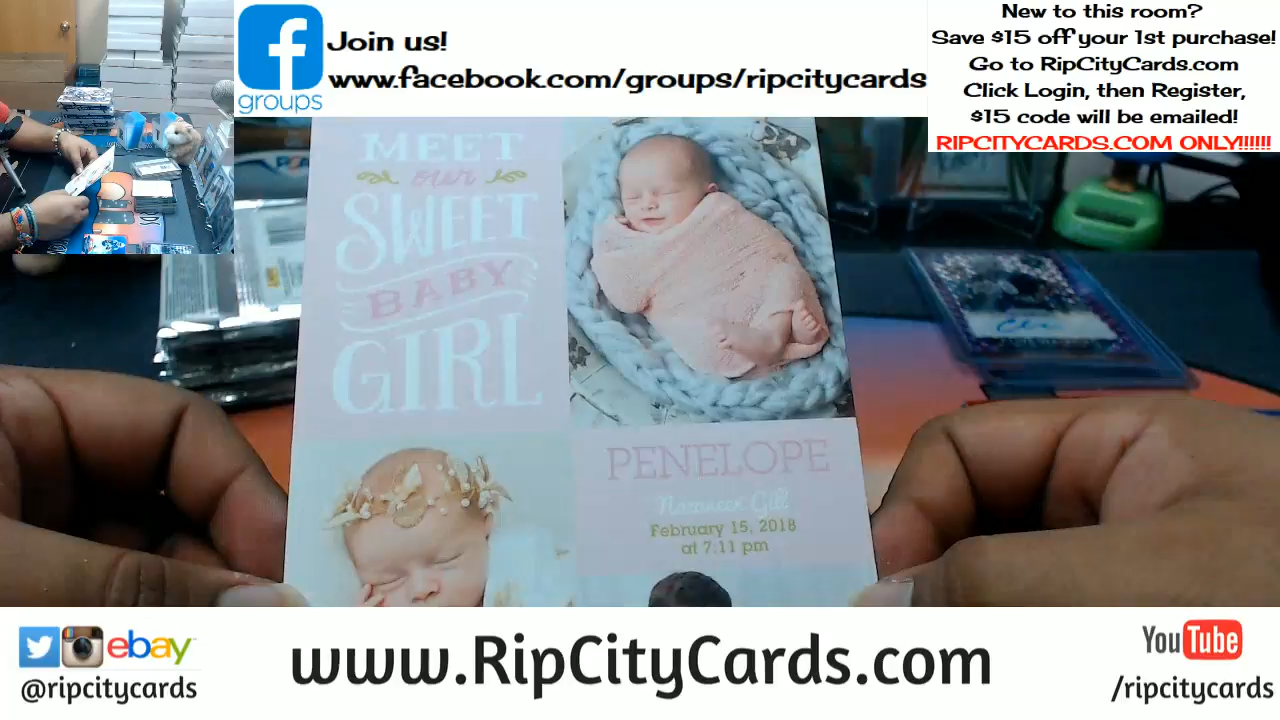 groups
Join us!
www.facebook.com/groups/ripcitycards
New to this room?
Save $15 off your 1st purchase!
Go to RipCityCards.com
Click Login, then Register,
$15 code will be emailed!
RIPCITYCARDS.COM ONLY!!!!!!
MEET
our
SWEET
BABY
GIRL
PENELOPE
February 15, 2018
at 7:11 pm
ebay
@ripcitycards
www.RipCityCards.com
YouTube
/ripcitycards